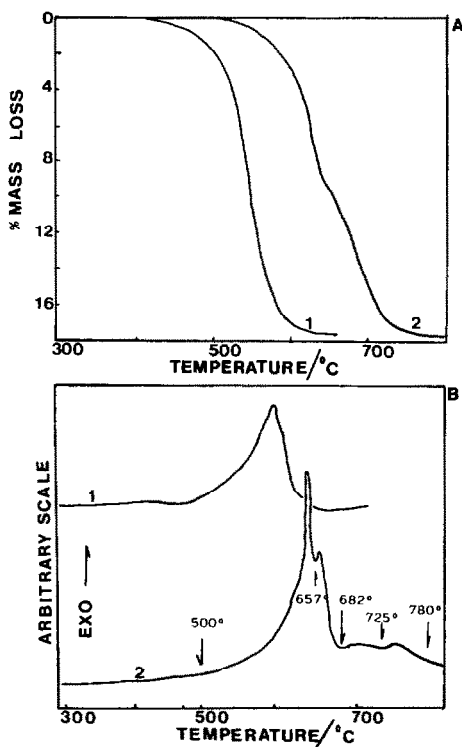 A
0
4
8
12
16
% MASS LOSS
1
2
300
500
700
TEMPERATURE/°C
B
1
ARBITRARY SCALE
EXO
500°
657°
682°
725°
780°
2
300
500
700
TEMPERATURE/°C